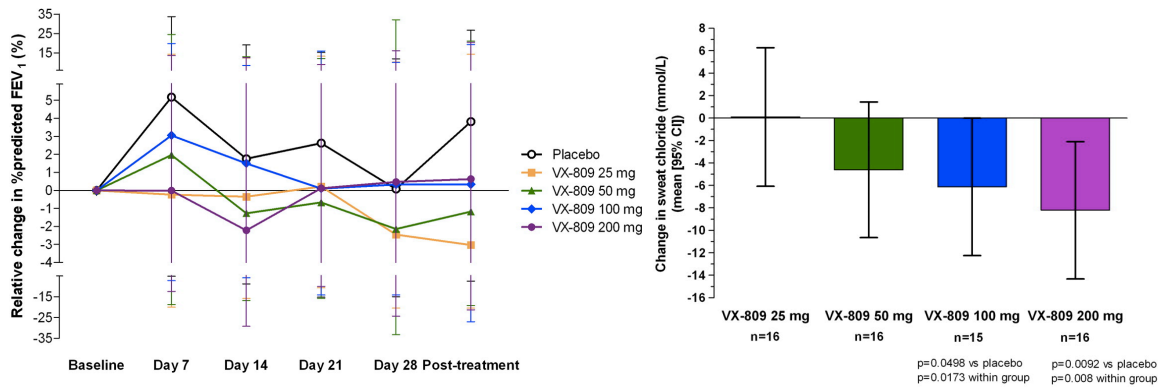 Relative change in %predicted FEV1 (%)
35
15
5
4
3
2
1
0
-1
-2
-3
-4
-15
-25
-35
Baseline Day 7 Day 14 Day 21 Day 28 Post-treatment
Placebo
VX-809 25 mg
VX-809 50 mg
VX-809 100 mg
VX-809 200 mg
Change in sweat chloride (mmol/L)
(mean [95% CI])
8
6
4
2
0
-2
-4
-6
-8
-10
-12
-14
-16
VX-809 25 mg VX-809 50 mg VX-809 100 mg VX-809 200 mg
n=16 n=16 n=15 n=16
p=0.0498 vs placebo p=0.0092 vs placebo
p=0.0173 within group p=0.008 within group